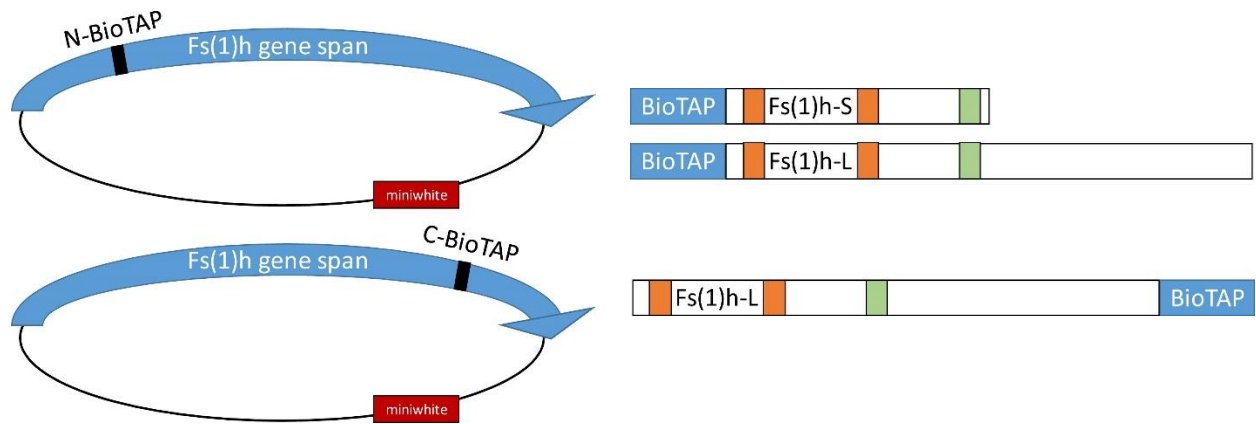 N-BioTAP
Fs(1)h gene span
miniwhite
BioTAP Fs(1)h-S
BioTAP Fs(1)h-L
C-BioTAP
Fs(1)h gene span
miniwhite
Fs(1)h-L BioTAP